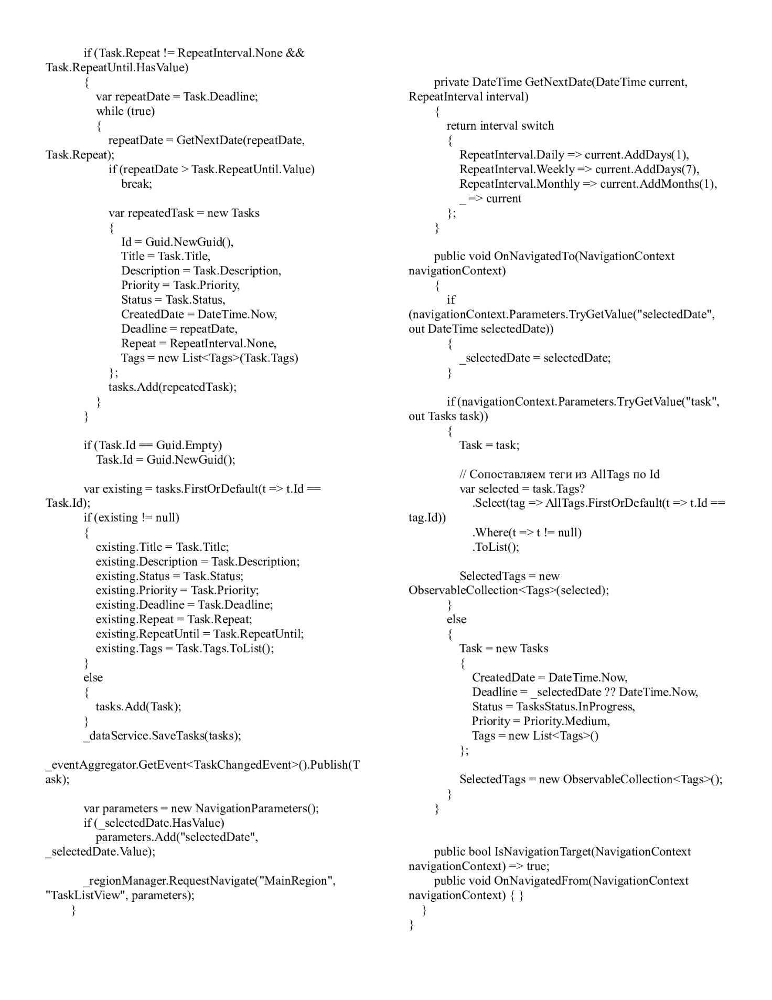 if (Task.Repeat != RepeatInterval.None &&
Task.RepeatUntil.HasValue)
{
var repeatDate = Task.Deadline;
while (true)
{
repeatDate = GetNextDate(repeatDate,
Task.Repeat);
if (repeatDate > Task.RepeatUntil.Value)
break;
var repeatedTask = new Tasks
{
Id = Guid.NewGuid(),
Title = Task.Title,
Description = Task.Description,
Priority = Task.Priority,
Status = Task.Status,
CreatedDate = DateTime.Now,
Deadline = repeatDate,
Repeat = RepeatInterval.None,
Tags = new List<Tags>(Task.Tags)
};
tasks.Add(repeatedTask);
}
}
if (Task.Id == Guid.Empty)
Task.Id = Guid.NewGuid();
var existing = tasks.FirstOrDefault(t => t.Id ==
Task.Id);
if (existing != null)
{
existing.Title = Task.Title;
existing.Description = Task.Description;
existing.Status = Task.Status;
existing.Priority = Task.Priority;
existing.Deadline = Task.Deadline;
existing.Repeat = Task.Repeat;
existing.RepeatUntil = Task.RepeatUntil;
existing.Tags = Task.Tags.ToList();
}
else
{
tasks.Add(Task);
}
_dataService.SaveTasks(tasks);
_eventAggregator.GetEvent<TaskChangedEvent>().Publish(T
ask);
var parameters = new NavigationParameters();
if (_selectedDate.HasValue)
parameters.Add("selectedDate",
_selectedDate.Value);
_regionManager.RequestNavigate("MainRegion",
"TaskListView", parameters);
}
private DateTime GetNextDate(DateTime current,
RepeatInterval interval)
{
return interval switch
{
RepeatInterval.Daily => current.AddDays(1),
RepeatInterval.Weekly => current.AddDays(7),
RepeatInterval.Monthly => current.AddMonths(1),
_ => current
};
}
public void OnNavigatedTo(NavigationContext
navigationContext)
{
if
(navigationContext.Parameters.TryGetValue("selectedDate",
out DateTime selectedDate))
{
_selectedDate = selectedDate;
}
if (navigationContext.Parameters.TryGetValue("task",
out Tasks task))
{
Task = task;
// Сопоставляем теги из AllTags по Id
var selected = task.Tags?
.Select(tag => AllTags.FirstOrDefault(t => t.Id ==
tag.Id))
.Where(t => t != null)
.ToList();
SelectedTags = new
ObservableCollection<Tags>(selected);
}
else
{
Task = new Tasks
{
CreatedDate = DateTime.Now,
Deadline = _selectedDate ?? DateTime.Now,
Status = TasksStatus.InProgress,
Priority = Priority.Medium,
Tags = new List<Tags>()
};
SelectedTags = new ObservableCollection<Tags>();
}
}
public bool IsNavigationTarget(NavigationContext
navigationContext) => true;
public void OnNavigatedFrom(NavigationContext
navigationContext) { }
}
}